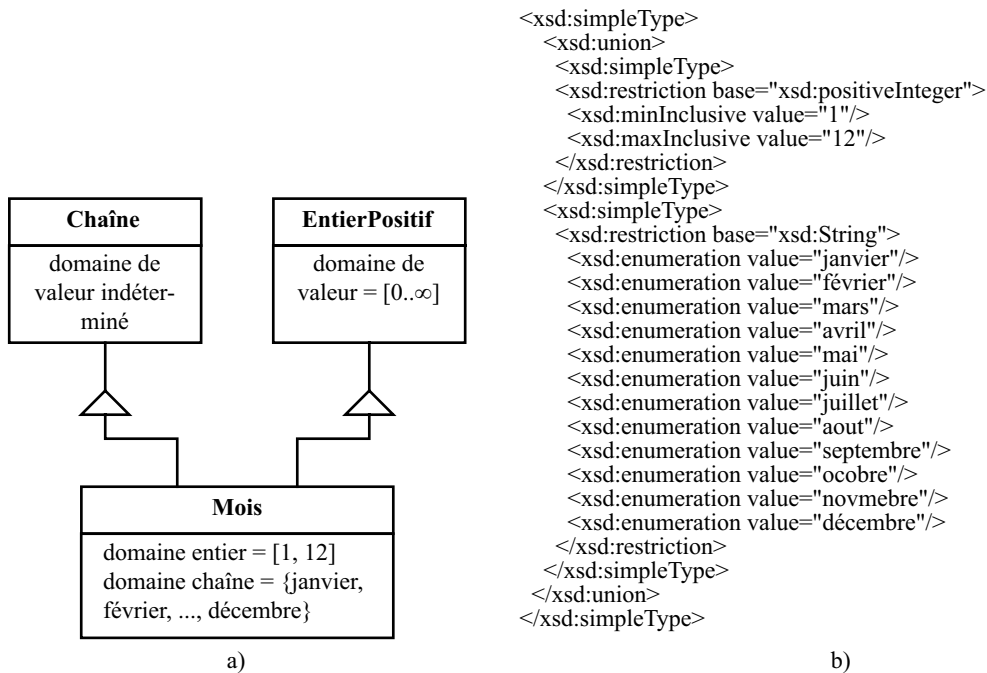 Chaîne
domaine de
valeur indéter-
miné
EntierPositif
domaine de
valeur = [0..∞]
Mois
domaine entier = [1, 12]
domaine chaîne = {janvier,
février, ..., décembre}
a)
<xsd:simpleType>
<xsd:union>
<xsd:simpleType>
<xsd:restriction base="xsd:positiveInteger">
<xsd:minInclusive value="1"/>
<xsd:maxInclusive value="12"/>
</xsd:restriction>
</xsd:simpleType>
<xsd:simpleType>
<xsd:restriction base="xsd:String">
<xsd:enumeration value="janvier"/>
<xsd:enumeration value="février"/>
<xsd:enumeration value="mars"/>
<xsd:enumeration value="avril"/>
<xsd:enumeration value="mai"/>
<xsd:enumeration value="juin"/>
<xsd:enumeration value="juillet"/>
<xsd:enumeration value="aout"/>
<xsd:enumeration value="septembre"/>
<xsd:enumeration value="ocobre"/>
<xsd:enumeration value="novmebre"/>
<xsd:enumeration value="décembre"/>
</xsd:restriction>
</xsd:simpleType>
</xsd:union>
</xsd:simpleType>
b)